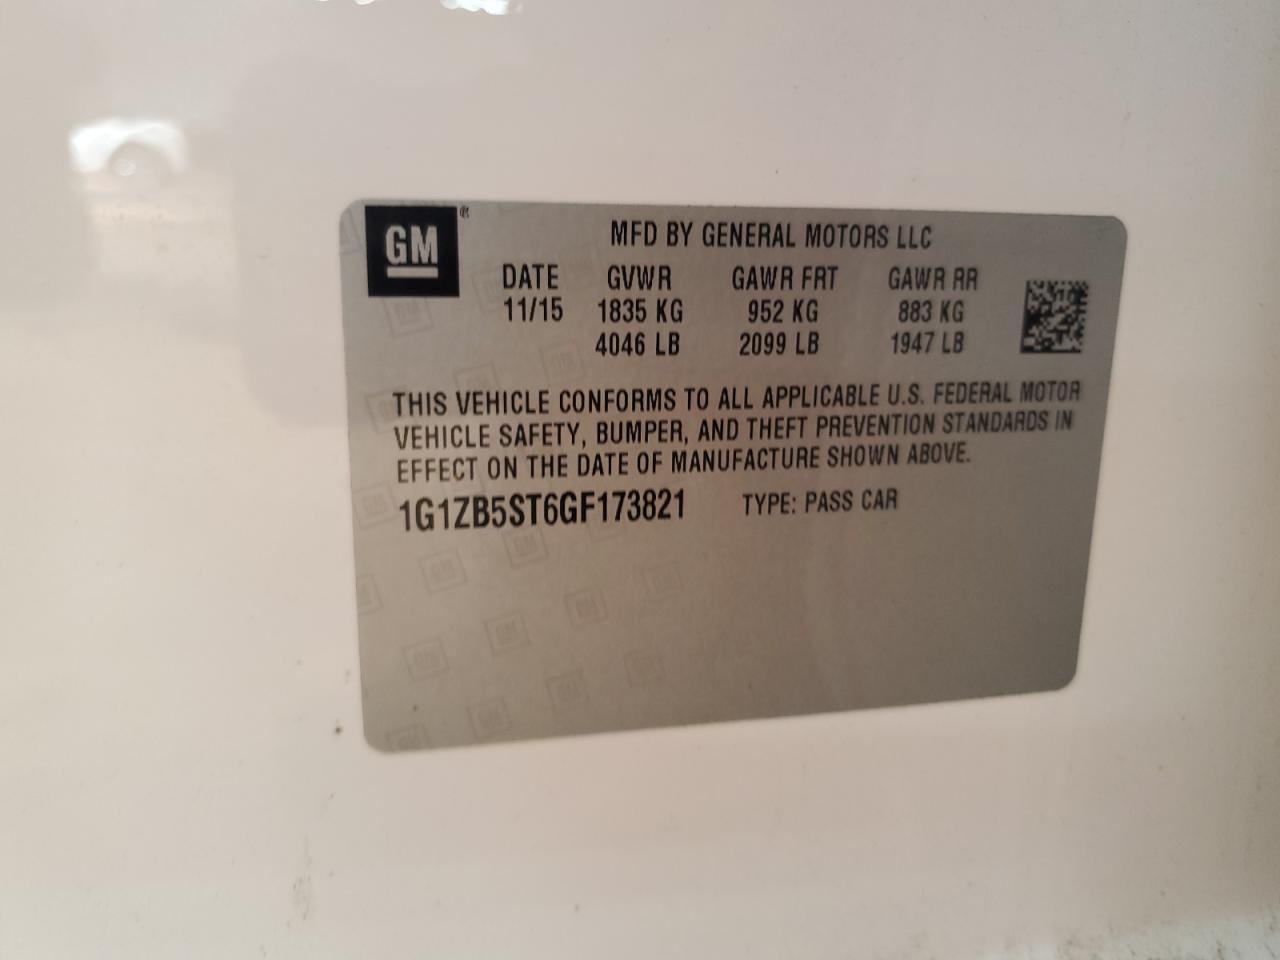 GM®
MFD BY GENERAL MOTORS LLC
DATE GVWR GAWR FRT GAWR RR
11/15 1835 KG 952 KG 883 KG
4046 LB 2099 LB 1947 LB
THIS VEHICLE CONFORMS TO ALL APPLICABLE U.S. FEDERAL MOTOR
VEHICLE SAFETY, BUMPER, AND THEFT PREVENTION STANDARDS IN
EFFECT ON THE DATE OF MANUFACTURE SHOWN ABOVE.
1G1ZB5ST6GF173821 TYPE: PASS CAR